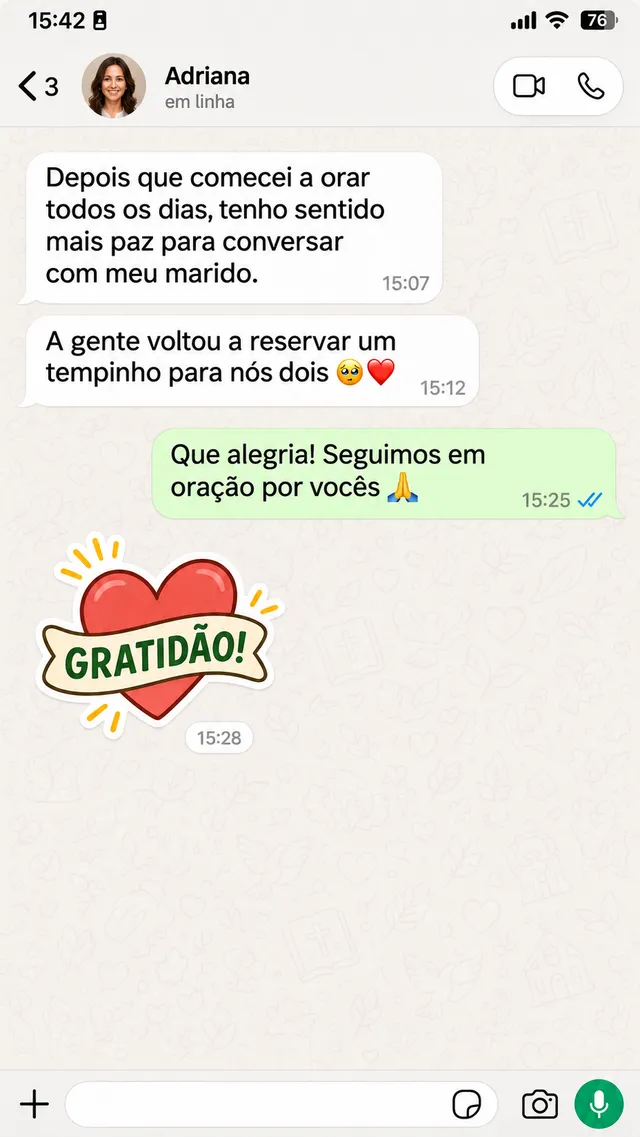 15:42
76
3
Adriana
em linha
Depois que comecei a orar
todos os dias, tenho sentido
mais paz para conversar
com meu marido.
15:07
A gente voltou a reservar um
tempinho para nós dois 🥺❤️
15:12
Que alegria! Seguimos em
oração por vocês 🙏
15:25
GRATIDÃO!
15:28